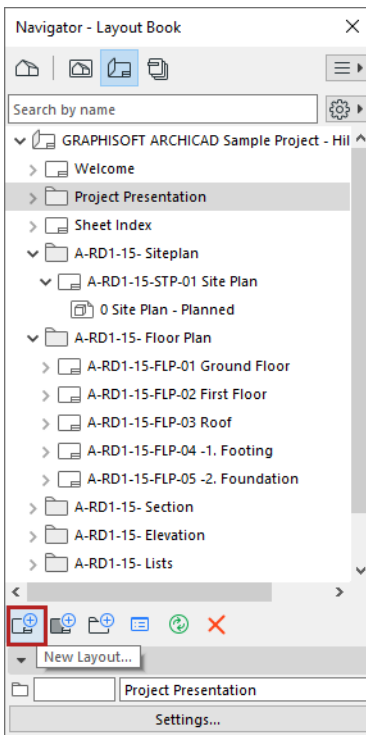 Navigator - Layout Book
Search by name
GRAPHISOFT ARCHICAD Sample Project - Hil
Welcome
Project Presentation
Sheet Index
A-RD1-15- Siteplan
A-RD1-15-STP-01 Site Plan
0 Site Plan - Planned
A-RD1-15- Floor Plan
A-RD1-15-FLP-01 Ground Floor
A-RD1-15-FLP-02 First Floor
A-RD1-15-FLP-03 Roof
A-RD1-15-FLP-04 -1. Footing
A-RD1-15-FLP-05 -2. Foundation
A-RD1-15- Section
A-RD1-15- Elevation
A-RD1-15- Lists
New Layout...
Project Presentation
Settings...